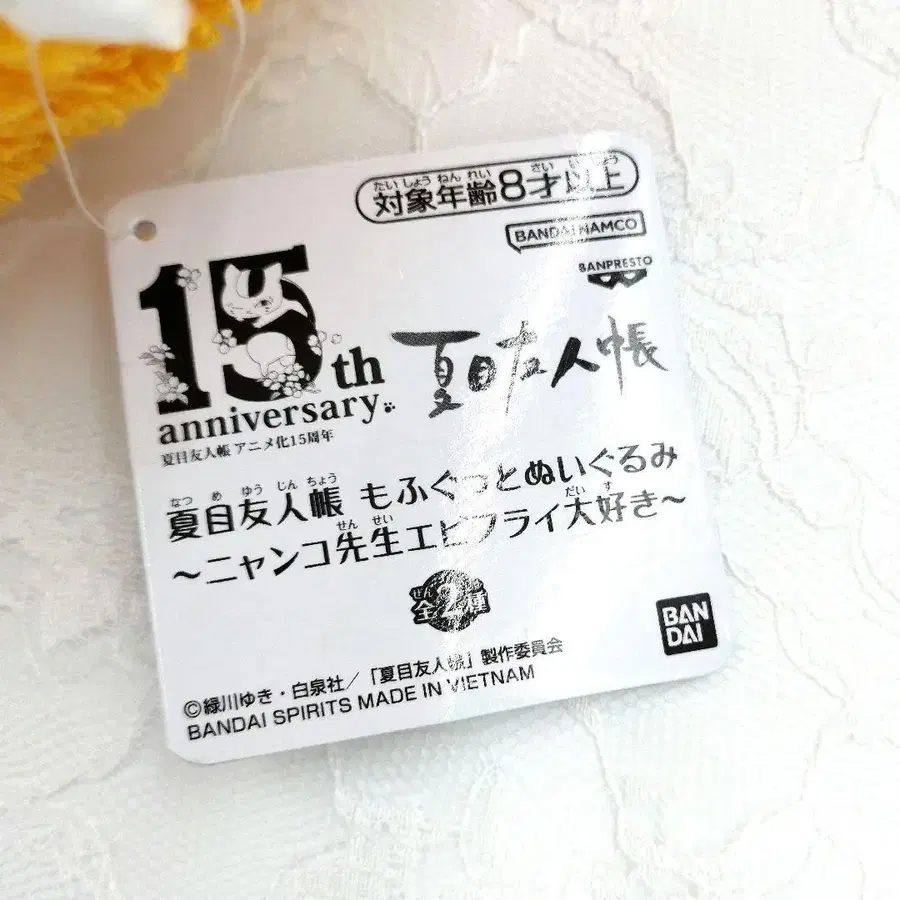 たいしょうねんれい さい いじょう
対象年齢8才以上
BANDAI NAMCO
BANPRESTO
15th
anniversary
夏目友人帳 アニメ化15周年
夏目友人帳
なつ め ゆう じん ちょう
夏目友人帳 もふぐっとぬいぐるみ
せん せい だい す
～ニャンコ先生エビフライ大好き～
ぜん
全2種
BAN
DAI
©緑川ゆき・白泉社/「夏目友人帳」製作委員会
BANDAI SPIRITS MADE IN VIETNAM